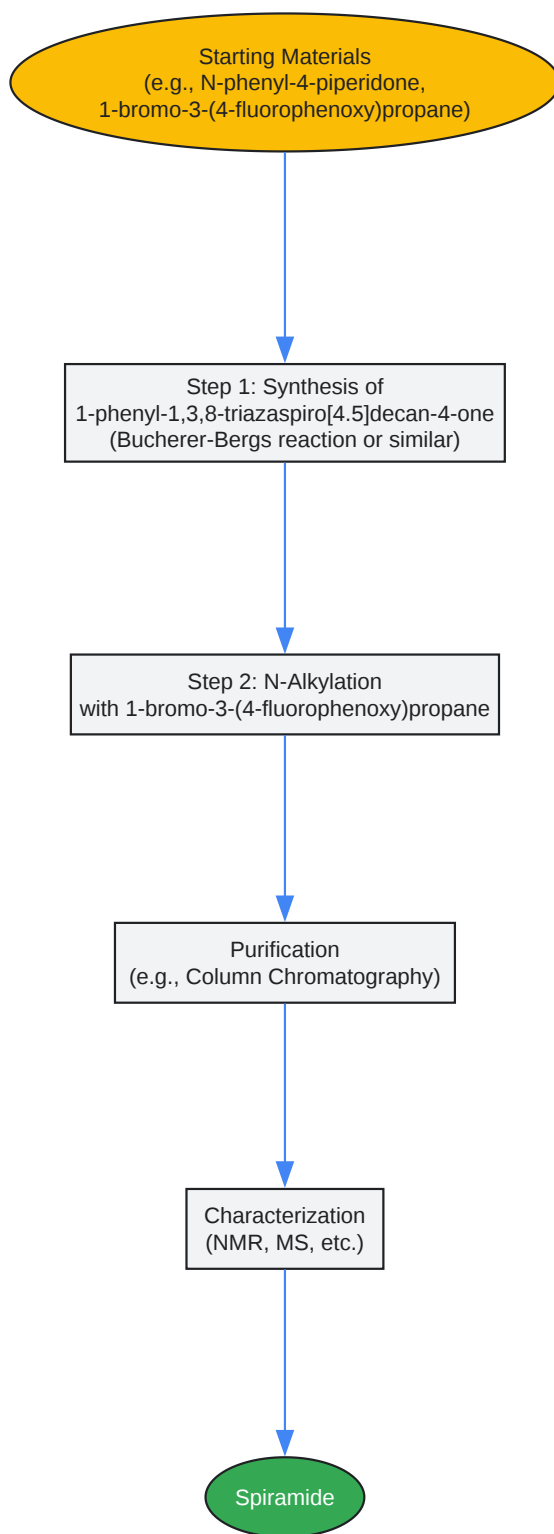 Starting Materials
(e.g., N-phenyl-4-piperidone,
1-bromo-3-(4-fluorophenoxy)propane)
Step 1: Synthesis of
1-phenyl-1,3,8-triazaspiro[4.5]decan-4-one
(Bucherer-Bergs reaction or similar)
Step 2: N-Alkylation
with 1-bromo-3-(4-fluorophenoxy)propane
Purification
(e.g., Column Chromatography)
Characterization
(NMR, MS, etc.)
Spiramide